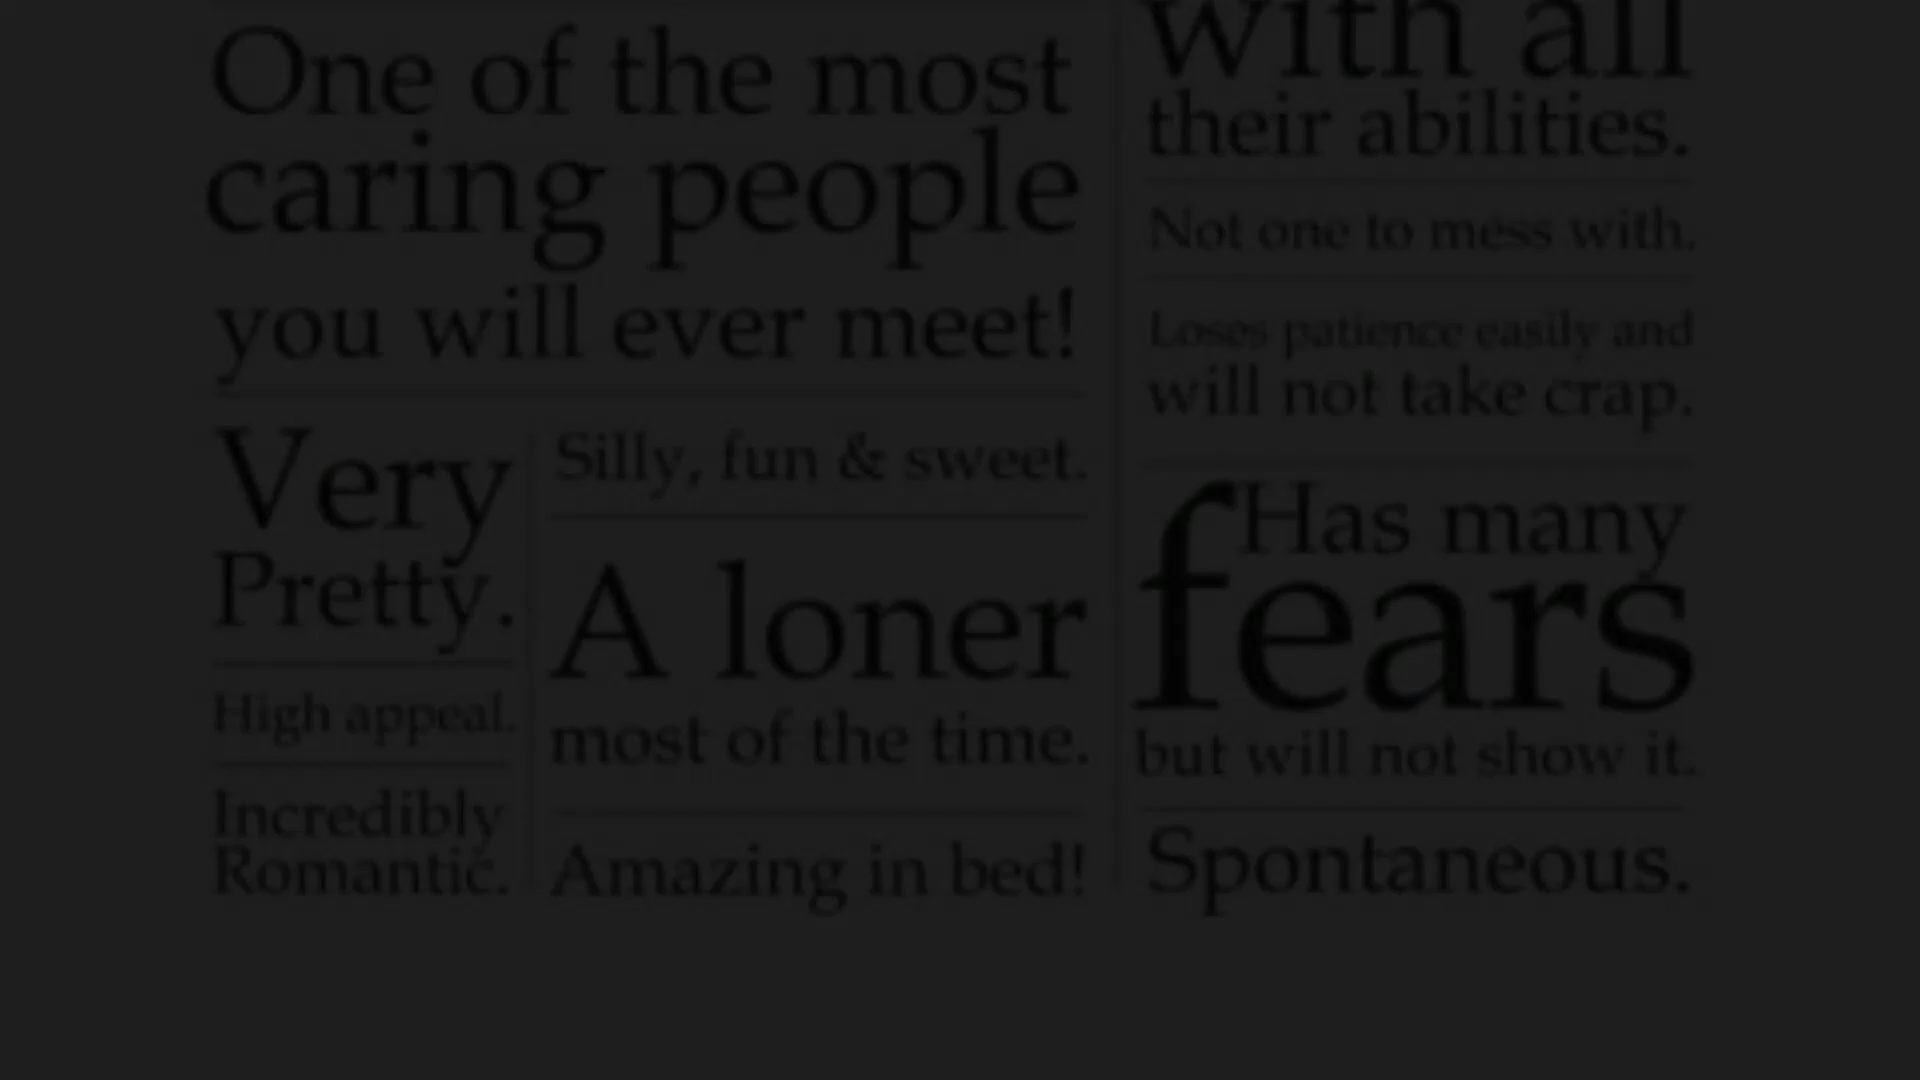 One of the most
caring people
you will ever meet!
Very
Pretty.
High appeal.
Incredibly
Romantic.
Silly, fun & sweet.
A loner
most of the time.
Amazing in bed!
with all
their abilities.
Not one to mess with.
Loses patience easily and
will not take crap.
Has many
fears
but will not show it.
Spontaneous.